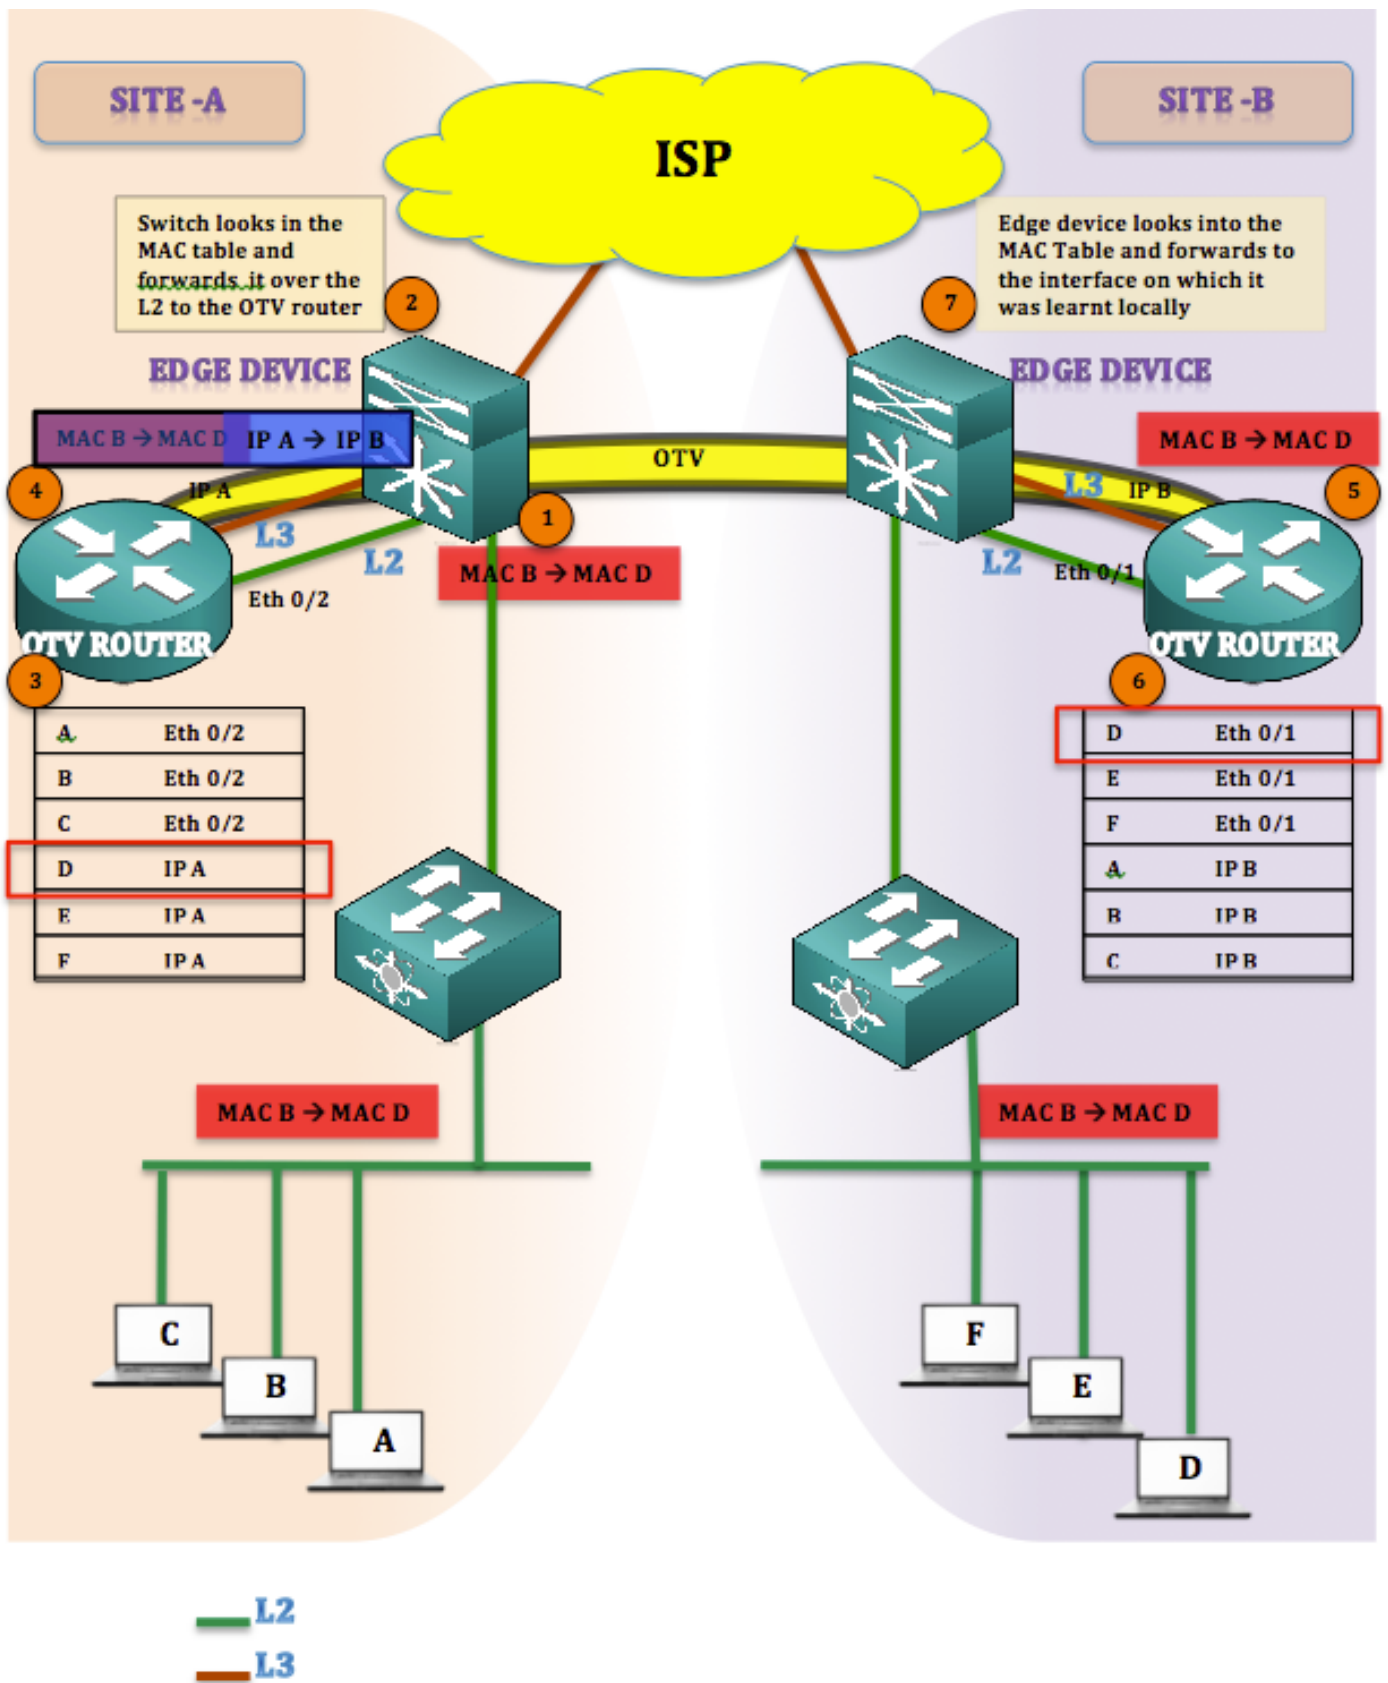 SITE -A
SITE -B
ISP
Switch looks in the
MAC table and
forwards it over the
L2 to the OTV router
2
7
Edge device looks into the
MAC Table and forwards to
the interface on which it
was learnt locally
EDGE DEVICE
EDGE DEVICE
MAC B → MAC D
IP A → IP B
OTV
MAC B → MAC D
4
IP A
L3
L2
Eth 0/2
1
MAC B → MAC D
L3
IP B
5
L2
Eth 0/1
OTV ROUTER
OTV ROUTER
3
6
A Eth 0/2
B Eth 0/2
C Eth 0/2
D IP A
E IP A
F IP A
D Eth 0/1
E Eth 0/1
F Eth 0/1
A IP B
B IP B
C IP B
MAC B → MAC D
MAC B → MAC D
C
B
A
F
E
D
L2
L3